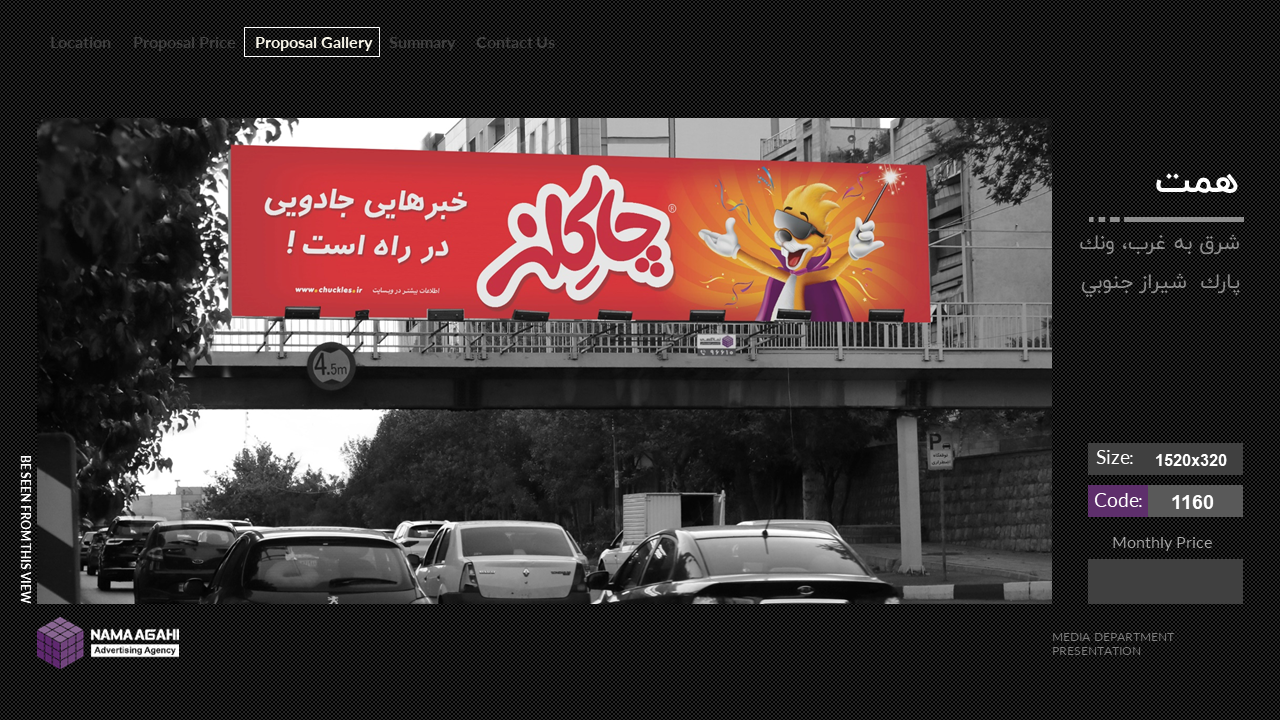 Location Proposal Price Proposal Gallery Summary Contact Us
خبرهایی جادویی
در راه است !
چاکلز ®
اطلاعات بیشتر در وبسایت www.chuckles.ir
4.5m
P
همت
شرق به غرب، ونك
پارك شيراز جنوبي
Size: 1520x320
Code: 1160
Monthly Price
BE SEEN FROM THIS VIEW
NAMA AGAHI
Advertising Agency
MEDIA DEPARTMENT
PRESENTATION